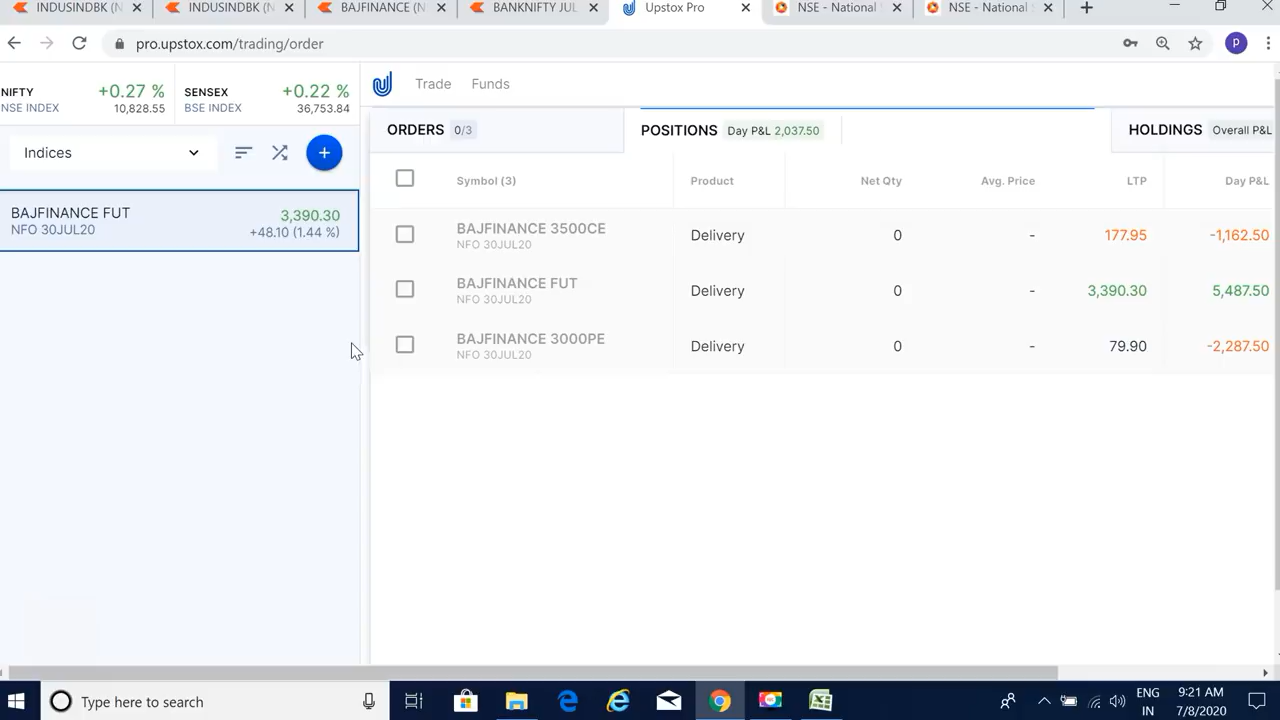 INDUSINDBK (N
INDUSINDBK (N
BAJFINANCE (N
BANKNIFTY JUL
Upstox Pro
NSE - National
NSE - National
pro.upstox.com/trading/order
P
NIFTY +0.27 %
NSE INDEX 10,828.55
SENSEX +0.22 %
BSE INDEX 36,753.84
Trade Funds
Indices
BAJFINANCE FUT 3,390.30
NFO 30JUL20 +48.10 (1.44 %)
ORDERS 0/3
POSITIONS Day P&L 2,037.50
HOLDINGS Overall P&L
Symbol (3) Product Net Qty Avg. Price LTP Day P&L
BAJFINANCE 3500CE Delivery 0 - 177.95 -1,162.50
NFO 30JUL20
BAJFINANCE FUT Delivery 0 - 3,390.30 5,487.50
NFO 30JUL20
BAJFINANCE 3000PE Delivery 0 - 79.90 -2,287.50
NFO 30JUL20
Type here to search
ENG
IN
9:21 AM
7/8/2020